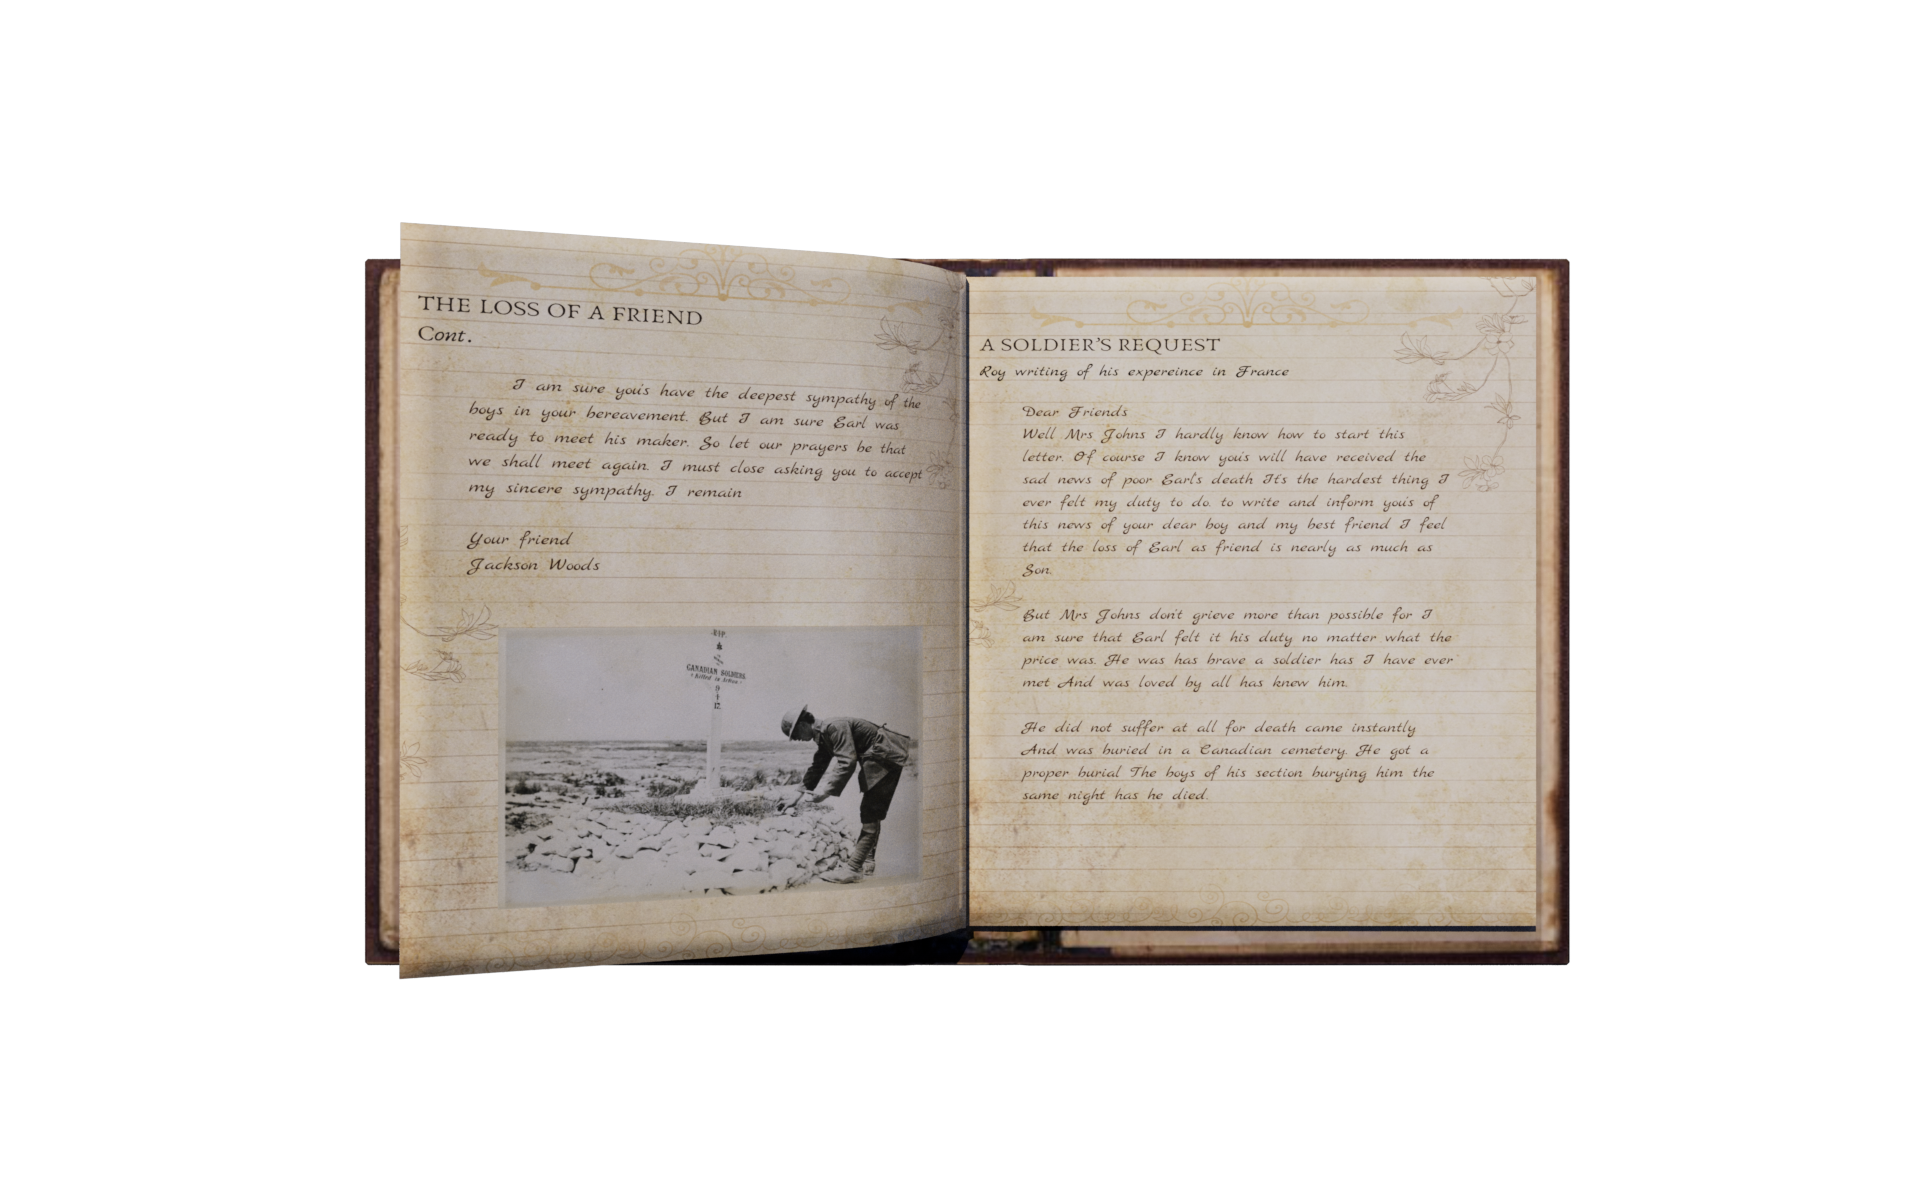 THE LOSS OF A FRIEND
Cont.
I am sure you's have the deepest sympathy of the
boys in your bereavement. But I am sure Earl was
ready to meet his maker. So let our prayers be that
we shall meet again. I must close asking you to accept
my sincere sympathy. I remain
Your friend
Jackson Woods
R.I.P.
CANADIAN SOLDIERS
Killed in Action
9
4
17.
A SOLDIER'S REQUEST
Roy writing of his expereince in France
Dear Friends
Well Mrs Johns I hardly know how to start this
letter. Of course I know you's will have received the
sad news of poor Earl's death It's the hardest thing I
ever felt my duty to do. to write and inform you's of
this news of your dear boy and my best friend I feel
that the loss of Earl as friend is nearly as much as
Son.
But Mrs Johns don't grieve more than possible for I
am sure that Earl felt it his duty no matter what the
price was. He was has brave a soldier has I have ever
met And was loved by all has knew him.
He did not suffer at all for death came instantly
And was buried in a Canadian cemetery. He got a
proper burial The boys of his section burying him the
same night has he died.